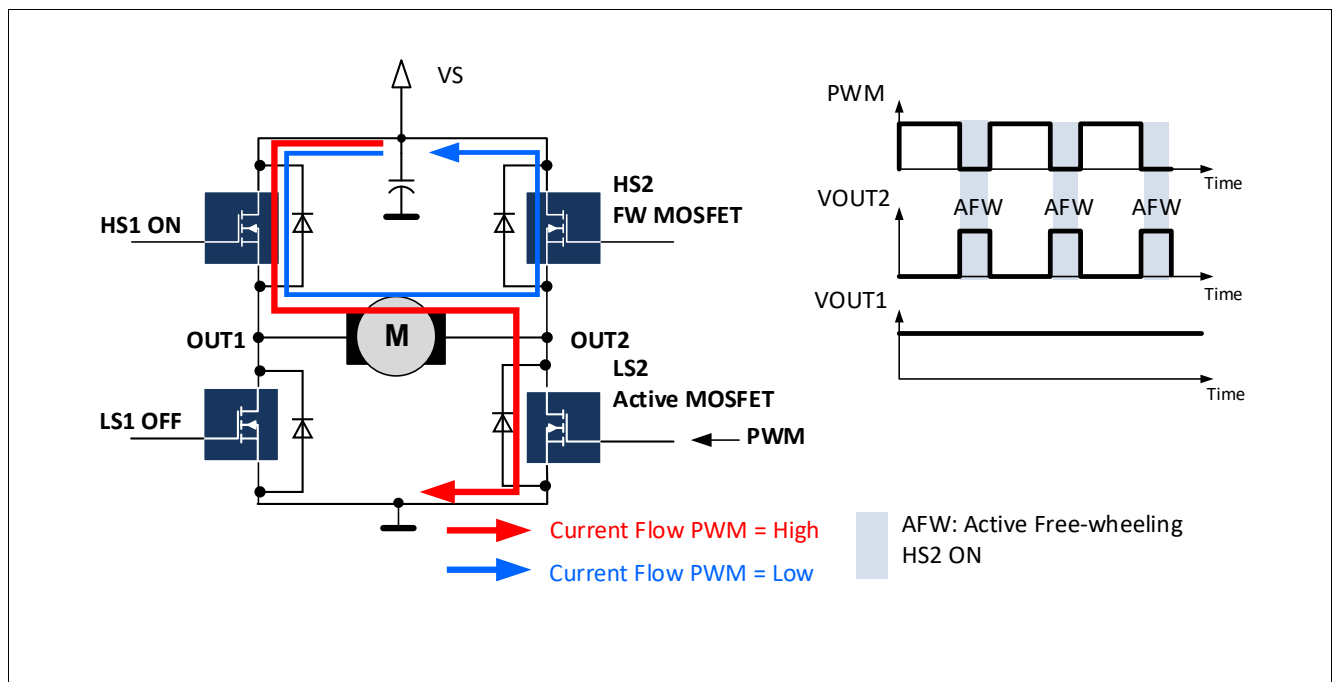 VS
HS1 ON
HS2
FW MOSFET
M
OUT1
OUT2
LS1 OFF
LS2
Active MOSFET
PWM
Current Flow PWM = High
Current Flow PWM = Low
PWM
Time
VOUT2
AFW
AFW
AFW
Time
VOUT1
Time
AFW: Active Free-wheeling
HS2 ON